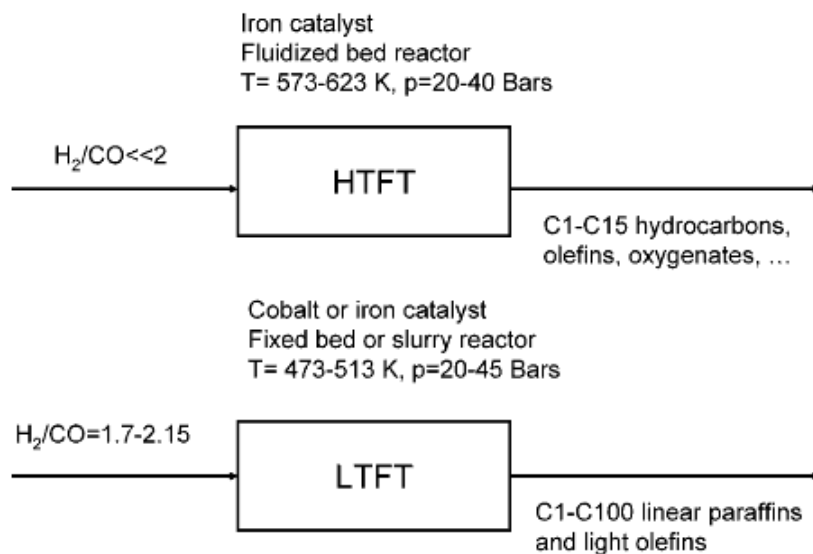 Iron catalyst
Fluidized bed reactor
T= 573-623 K, p=20-40 Bars
H₂/CO<<2
HTFT
C1-C15 hydrocarbons,
olefins, oxygenates, ...
Cobalt or iron catalyst
Fixed bed or slurry reactor
T= 473-513 K, p=20-45 Bars
H₂/CO=1.7-2.15
LTFT
C1-C100 linear paraffins
and light olefins